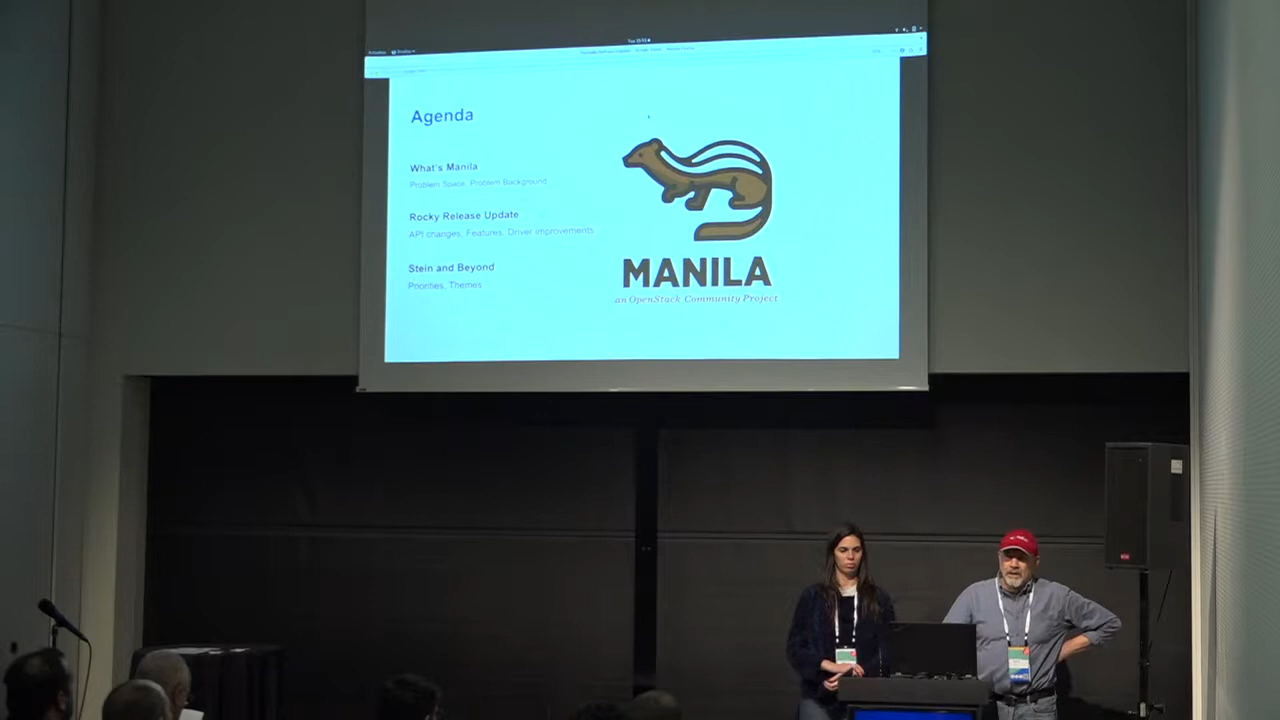 Agenda
What's Manila
Problem Space, Problem Background
Rocky Release Update
API changes, Features, Driver improvements
Stein and Beyond
Priorities, Themes
MANILA
an OpenStack Community Project